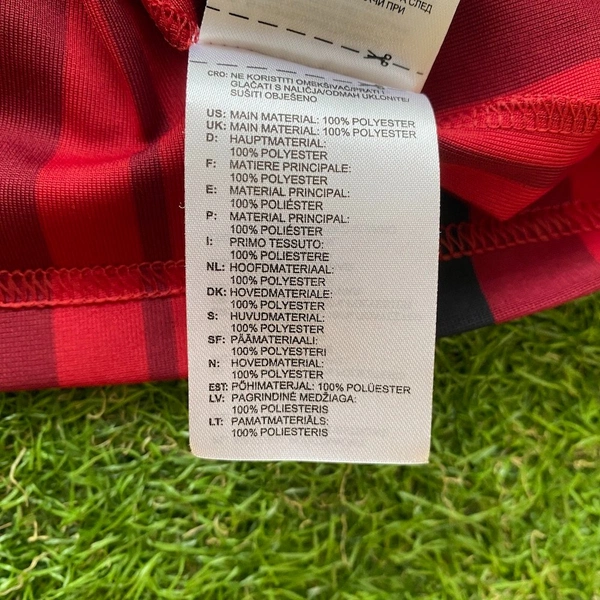 СЛЕД
ПРИ
CRO: NE KORISTITI OMEKŠIVAČ/PRATI I
GLAČATI S NALIČJA/ODMAH UKLONITE/
SUŠITI OBJEŠENO
US: MAIN MATERIAL: 100% POLYESTER
UK: MAIN MATERIAL: 100% POLYESTER
D: HAUPTMATERIAL:
100% POLYESTER
F: MATIERE PRINCIPALE:
100% POLYESTER
E: MATERIAL PRINCIPAL:
100% POLIÉSTER
P: MATERIAL PRINCIPAL:
100% POLIÉSTER
I: PRIMO TESSUTO:
100% POLIESTERE
NL: HOOFDMATERIAAL:
100% POLYESTER
DK: HOVEDMATERIALE:
100% POLYESTER
S: HUVUDMATERIAL:
100% POLYESTER
SF: PÄÄMATERIAALI:
100% POLYESTERI
N: HOVEDMATERIAL:
100% POLYESTER
EST: PÕHIMATERJAL: 100% POLÜESTER
LV: PAGRINDINĖ MEDŽIAGA:
100% POLIESTERIS
LT: PAMATMATERIĀLS:
100% POLIESTERIS